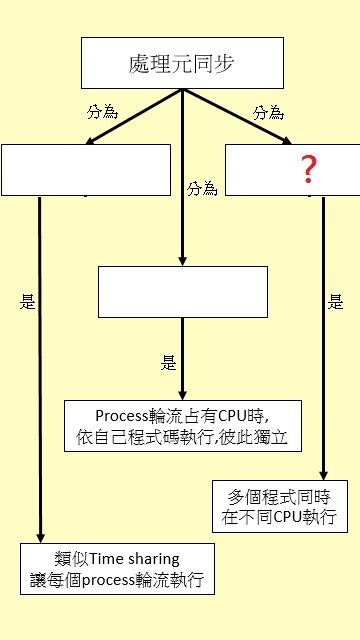 處理元同步
分為
分為
分為
?
是
是
是
Process輪流占有CPU時,
依自己程式碼執行,彼此獨立
多個程式同時
在不同CPU執行
類似Time sharing
讓每個process輪流執行